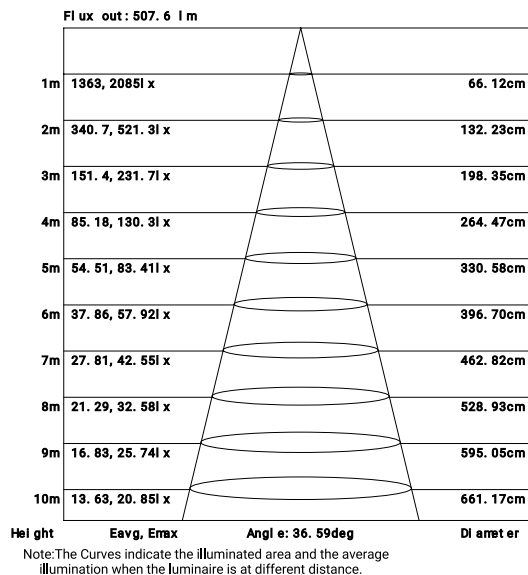 Flux out: 507.6 lm
1m 1363, 2085lx 66.12cm
2m 340.7, 521.3lx 132.23cm
3m 151.4, 231.7lx 198.35cm
4m 85.18, 130.3lx 264.47cm
5m 54.51, 83.41lx 330.58cm
6m 37.86, 57.92lx 396.70cm
7m 27.81, 42.55lx 462.82cm
8m 21.29, 32.58lx 528.93cm
9m 16.83, 25.74lx 595.05cm
10m 13.63, 20.85lx 661.17cm
Height Eavg, Emax Angle: 36.59deg Diameter
Note:The Curves indicate the illuminated area and the average
illumination when the luminaire is at different distance.